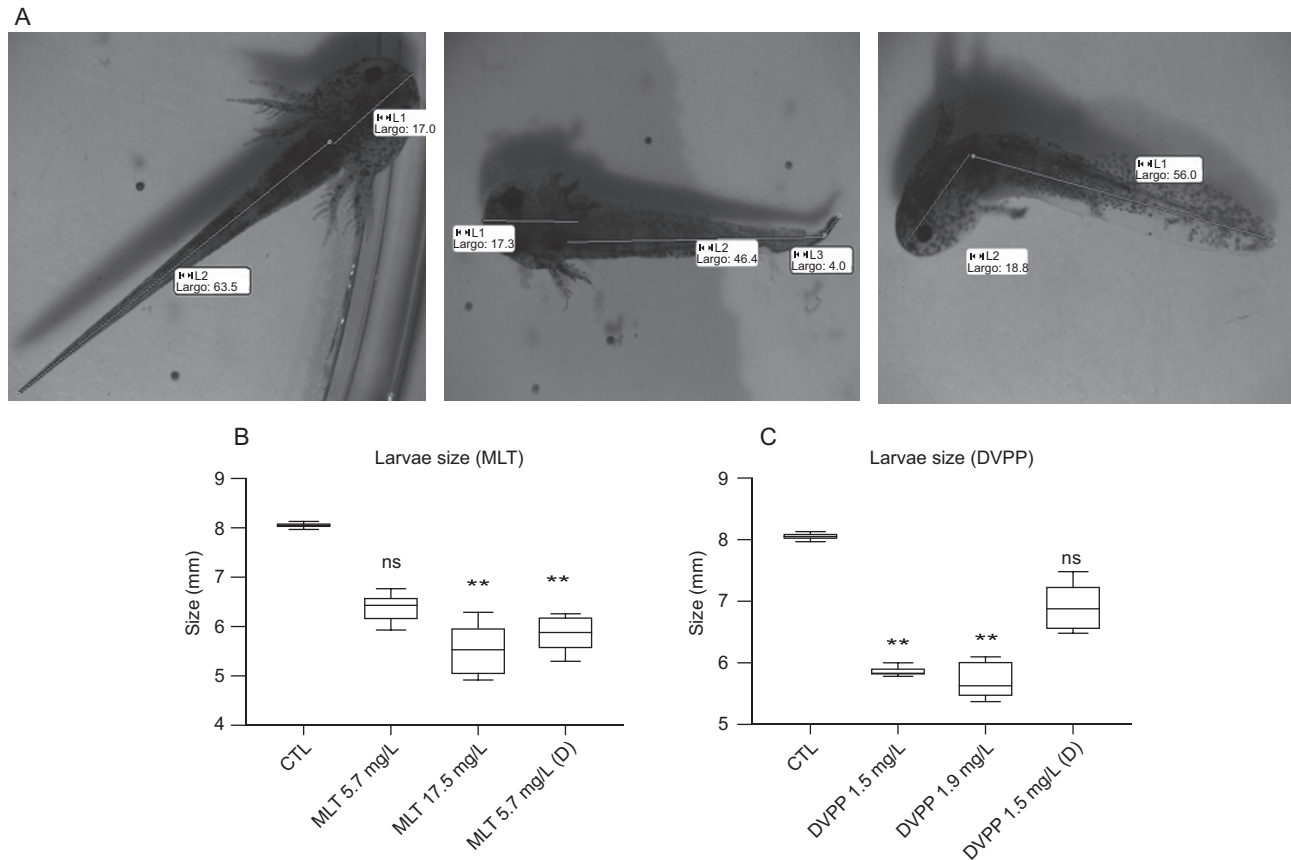 A
L1
Largo: 17.0
L2
Largo: 63.5
L1
Largo: 17.3
L2
Largo: 46.4
L3
Largo: 4.0
L1
Largo: 56.0
L2
Largo: 18.8
B
Larvae size (MLT)
Size (mm)
9
8
7
6
5
4
ns
**
**
CTL
MLT 5.7 mg/L
MLT 17.5 mg/L
MLT 5.7 mg/L (D)
C
Larvae size (DVPP)
Size (mm)
9
8
7
6
5
**
**
ns
CTL
DVPP 1.5 mg/L
DVPP 1.9 mg/L
DVPP 1.5 mg/L (D)